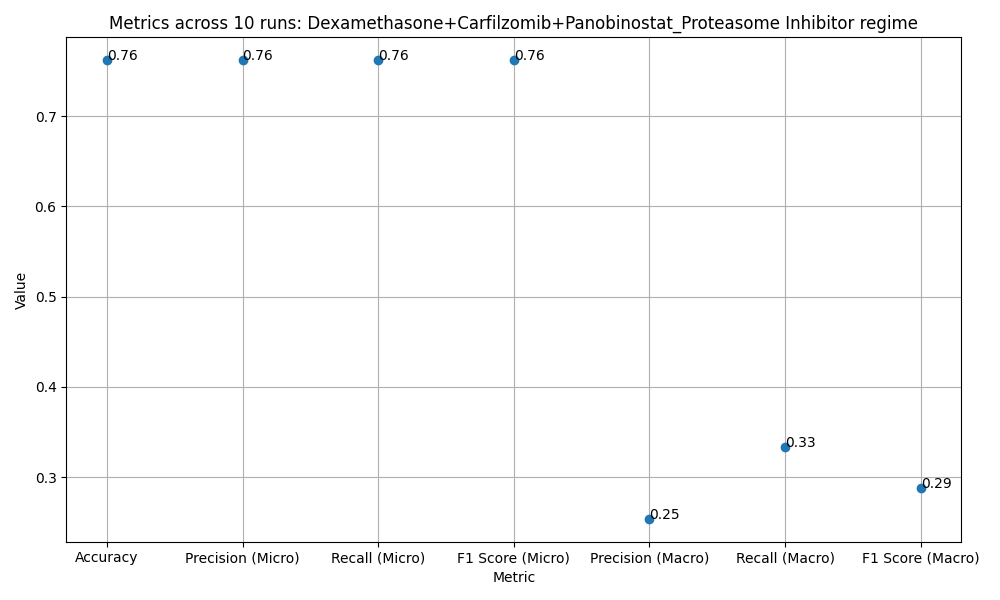 Metrics across 10 runs: Dexamethasone+Carfilzomib+Panobinostat_Proteasome Inhibitor regime
0.76 0.76 0.76 0.76
0.7
0.6
0.5
0.4
0.33
0.3
0.29
0.25
Value
Accuracy Precision (Micro) Recall (Micro) F1 Score (Micro) Precision (Macro) Recall (Macro) F1 Score (Macro)
Metric